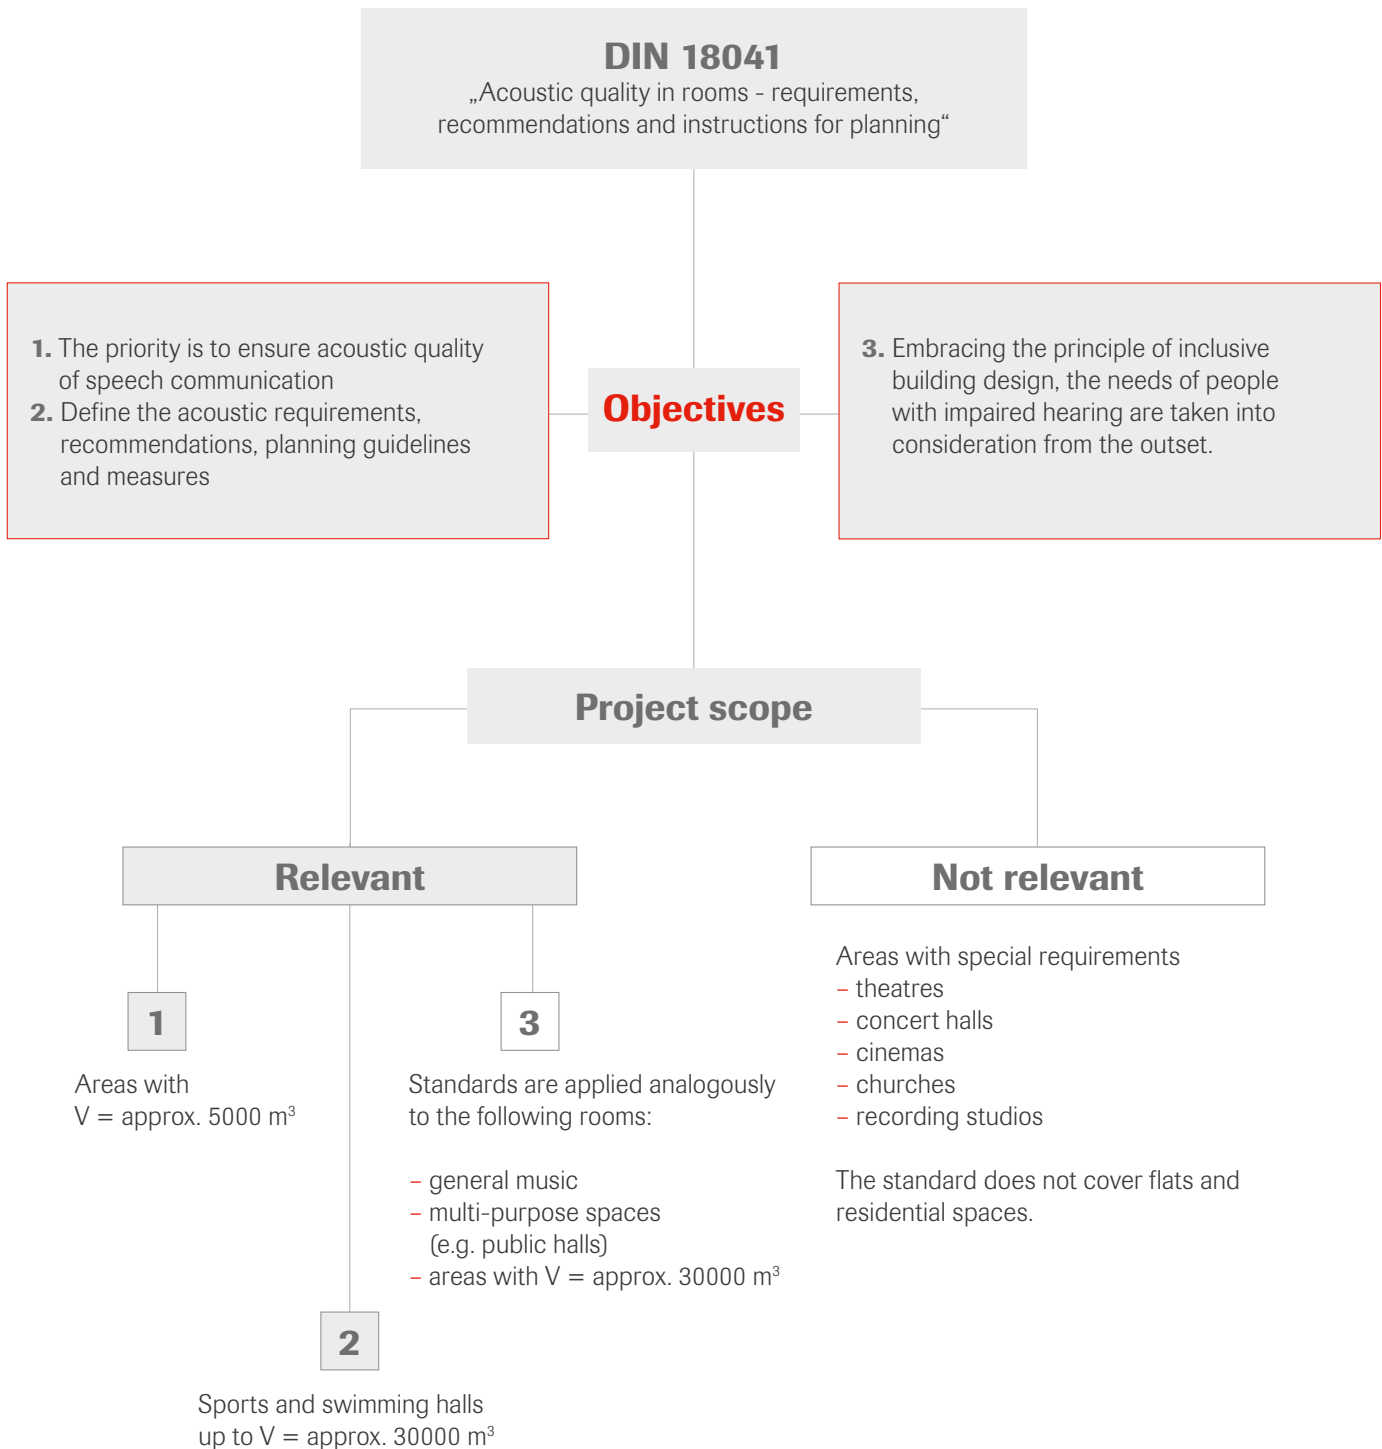 DIN 18041
„Acoustic quality in rooms - requirements,
recommendations and instructions for planning“
1. The priority is to ensure acoustic quality
of speech communication
2. Define the acoustic requirements,
recommendations, planning guidelines
and measures
Objectives
3. Embracing the principle of inclusive
building design, the needs of people
with impaired hearing are taken into
consideration from the outset.
Project scope
Relevant
1
Areas with
V = approx. 5000 m³
2
Sports and swimming halls
up to V = approx. 30000 m³
3
Standards are applied analogously
to the following rooms:
– general music
– multi-purpose spaces
(e.g. public halls)
– areas with V = approx. 30000 m³
Not relevant
Areas with special requirements
– theatres
– concert halls
– cinemas
– churches
– recording studios
The standard does not cover flats and
residential spaces.